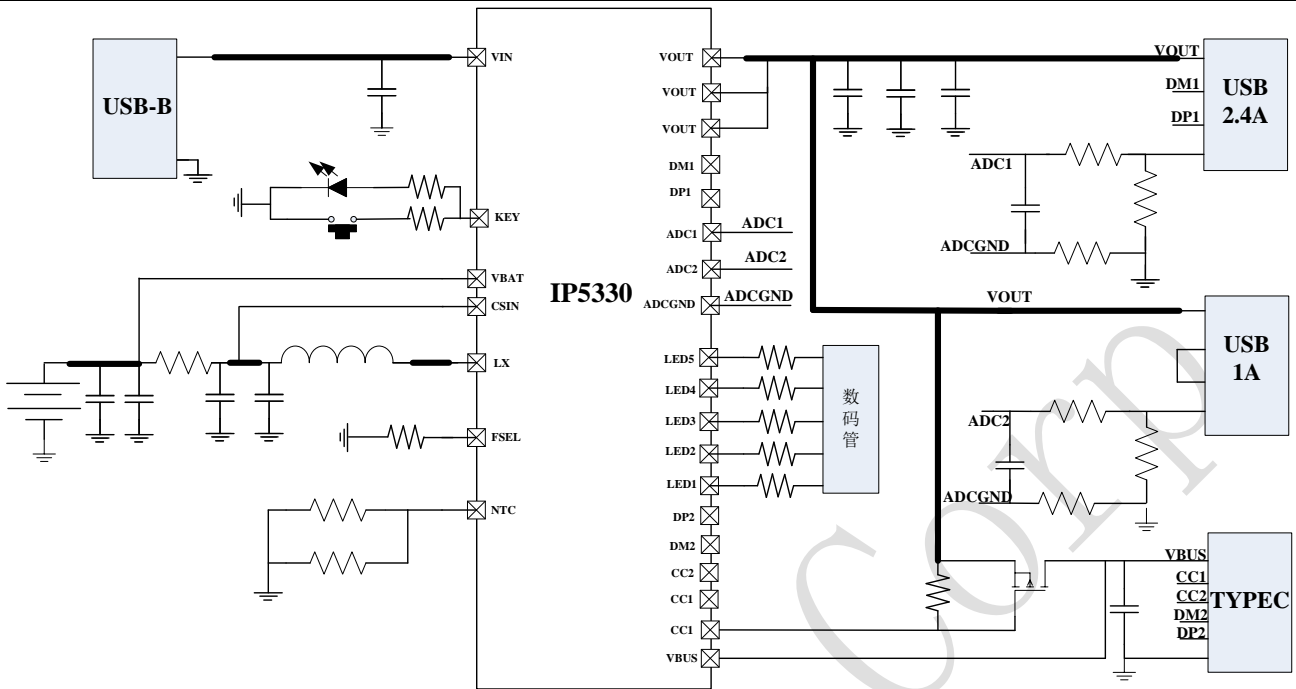 USB-B
VIN
KEY
VBAT
CSIN
LX
FSEL
NTC
IP5330
VOUT
VOUT
VOUT
DM1
DP1
ADC1
ADC2
ADCGND
LED5
LED4
LED3
LED2
LED1
DP2
DM2
CC2
CC1
CC1
VBUS
ADC1
ADC2
ADCGND
数
码
管
VOUT
DM1
DP1
USB
2.4A
ADC1
ADCGND
VOUT
USB
1A
ADC2
ADCGND
VBUS
CC1
CC2
DM2
DP2
TYPEC
Corp